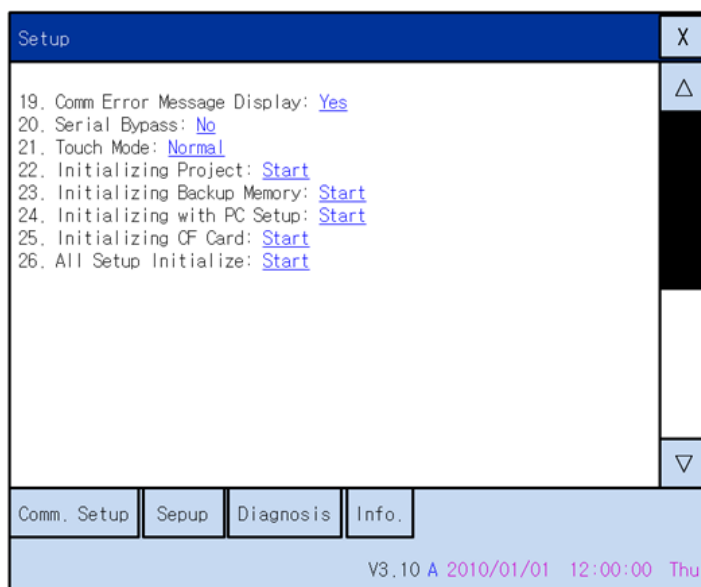 Setup X
19. Comm Error Message Display: Yes
20. Serial Bypass: No
21. Touch Mode: Normal
22. Initializing Project: Start
23. Initializing Backup Memory: Start
24. Initializing with PC Setup: Start
25. Initializing CF Card: Start
26. All Setup Initialize: Start
Comm. Setup Sepup Diagnosis Info.
V3.10 A 2010/01/01 12:00:00 Thu